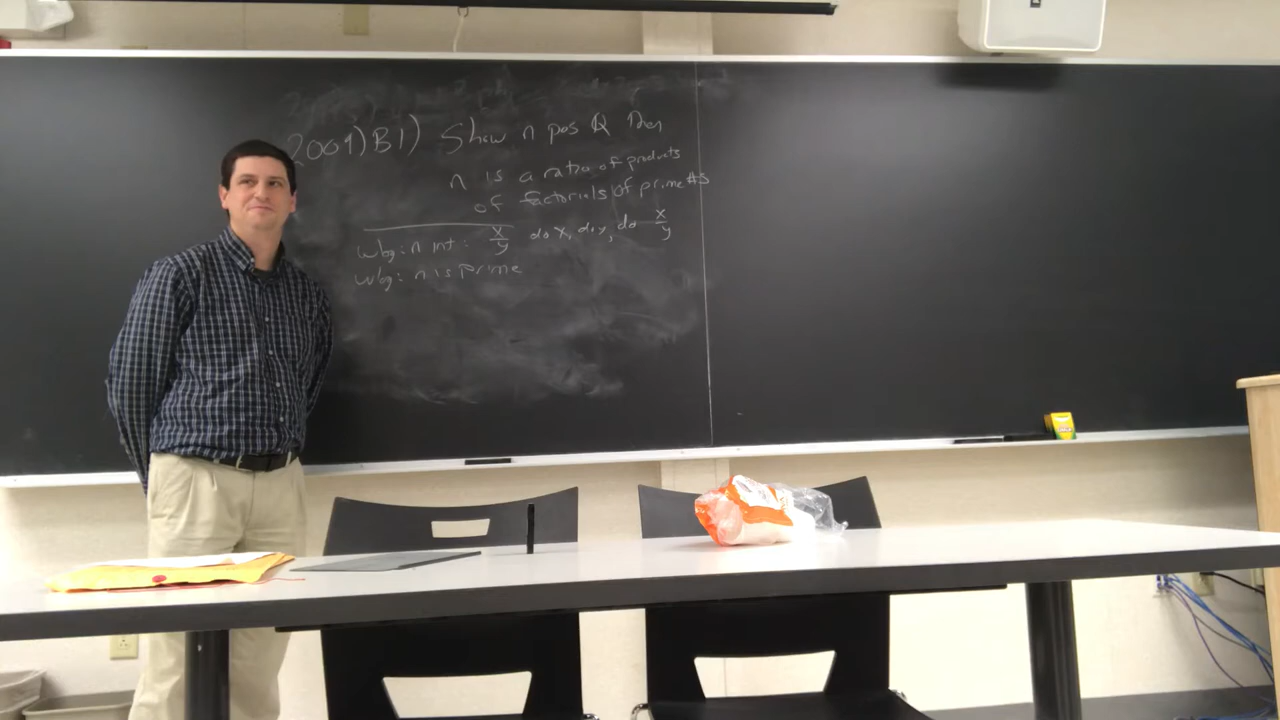 2009) B1) Show n pos Q then
n is a ratio of products
of factorials of prime #s
wlog: n int: x/y do x, do y, do x/y
wlog: n is prime